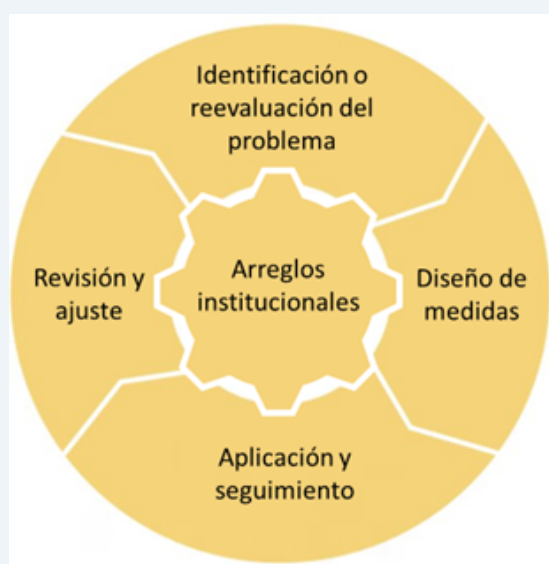 Identificación o
reevaluación del
problema
Revisión y
ajuste
Arreglos
institucionales
Diseño de
medidas
Aplicación y
seguimiento